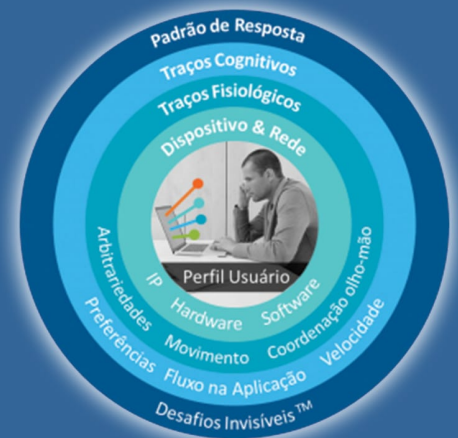 Padrão de Resposta
Traços Cognitivos
Traços Fisiológicos
Dispositivo & Rede
Perfil Usuário
IP Hardware Software
Arbitrariedades Movimento Coordenação olho-mão
Preferências Fluxo na Aplicação Velocidade
Desafios Invisíveis™